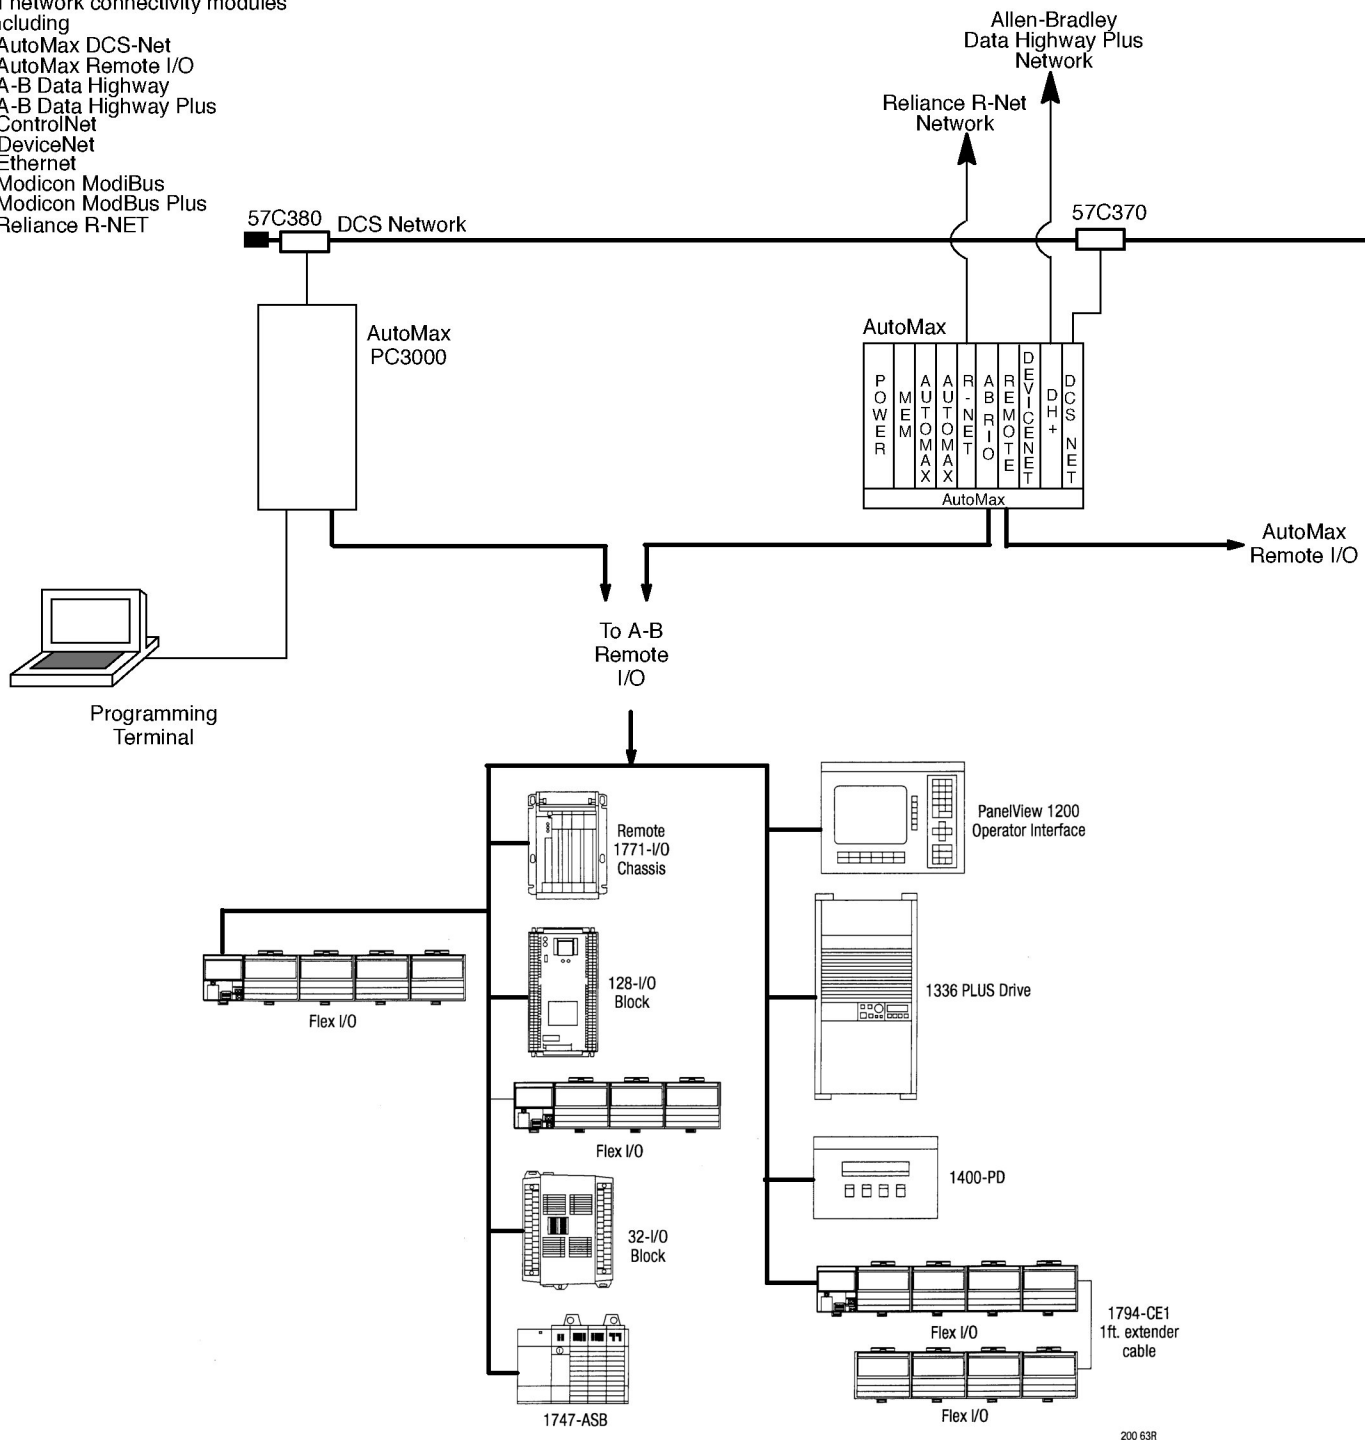 network connectivity modules
cluding
AutoMax DCS-Net
AutoMax Remote I/O
A-B Data Highway
A-B Data Highway Plus
ControlNet
DeviceNet
Ethernet
Modicon ModiBus
Modicon ModBus Plus
Reliance R-NET
Allen-Bradley
Data Highway Plus
Network
Reliance R-Net
Network
57C380
DCS Network
57C370
AutoMax
PC3000
AutoMax
POWER
MEM
AUTOMAX
AUTOMAX
R-NET
AB RIO
REMOTE
DEVICENET
DH+
DCS NET
AutoMax
AutoMax
Remote I/O
To A-B
Remote
I/O
Programming
Terminal
Remote
1771-I/O
Chassis
PanelView 1200
Operator Interface
128-I/O
Block
1336 PLUS Drive
Flex I/O
Flex I/O
1400-PD
32-I/O
Block
1794-CE1
1ft. extender
cable
Flex I/O
1747-ASB
Flex I/O
200 63R